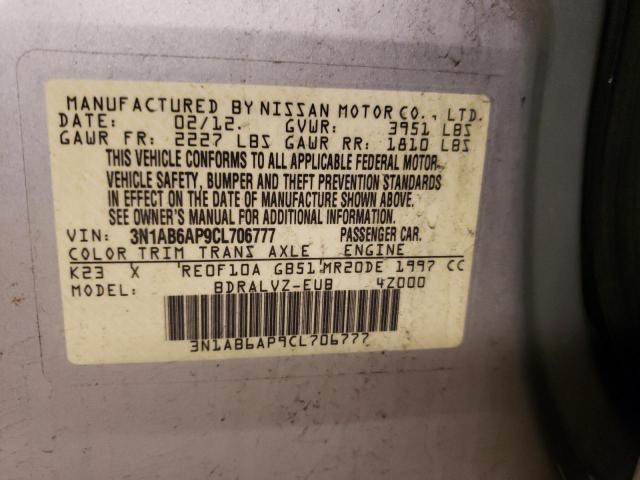 MANUFACTURED BY NISSAN MOTOR CO., LTD.
DATE: 02/12. GVWR: 3951 LBS
GAWR FR: 2227 LBS GAWR RR: 1810 LBS
THIS VEHICLE CONFORMS TO ALL APPLICABLE FEDERAL MOTOR
VEHICLE SAFETY, BUMPER AND THEFT PREVENTION STANDARDS
IN EFFECT ON THE DATE OF MANUFACTURE SHOWN ABOVE.
SEE OWNER'S MANUAL FOR ADDITIONAL INFORMATION.
VIN: 3N1AB6AP9CL706777 PASSENGER CAR.
COLOR TRIM TRANS AXLE ENGINE
K23 X RE0F10A GB51 MR20DE 1997 CC
MODEL: BDRALVZ-EUB 4Z000
3N1AB6AP9CL706777